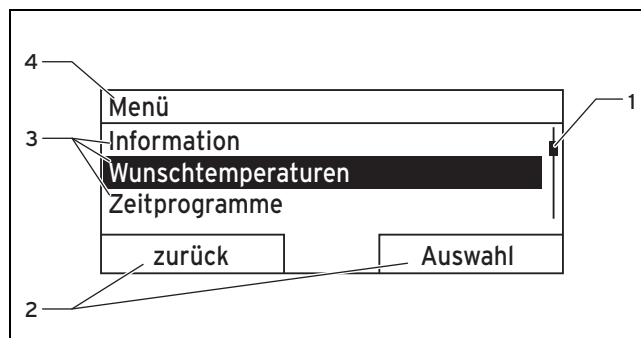 4
Menü
1
3
Information
Wunschtemperaturen
Zeitprogramme
zurück
Auswahl
2